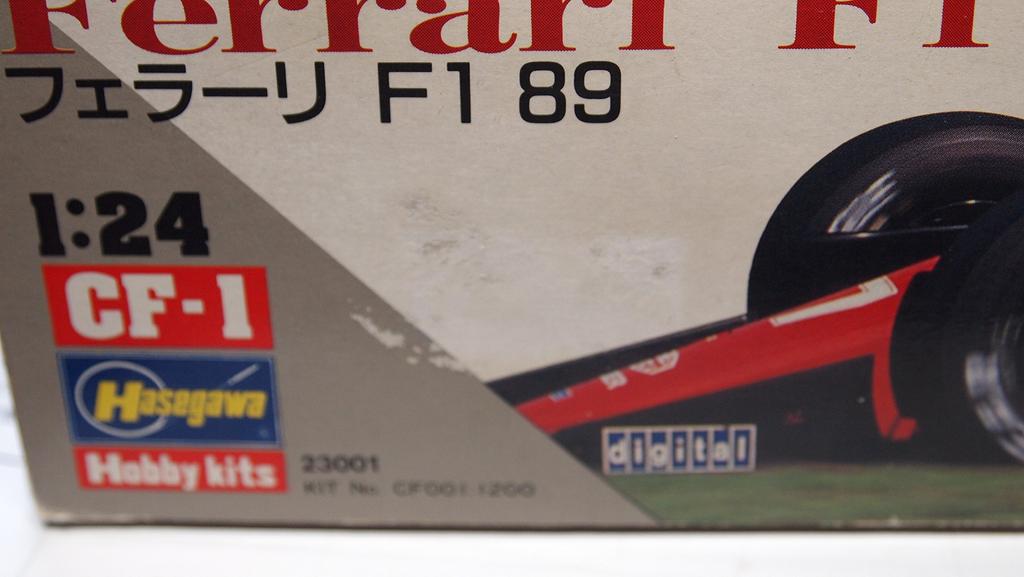 Ferrari F1
フェラーリ F1 89
1:24
CF-1
Hasegawa
Hobby kits
23001
KIT No. CF001:1200
digital